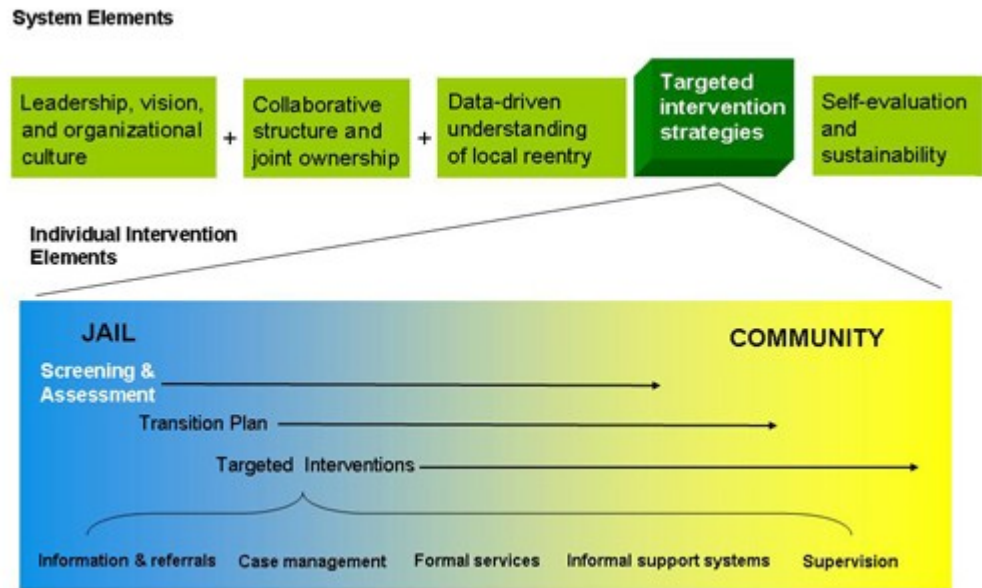 System Elements
Leadership, vision,
and organizational
culture
+
Collaborative
structure and
joint ownership
+
Data-driven
understanding
of local reentry
Targeted
intervention
strategies
Self-evaluation
and
sustainability
Individual Intervention
Elements
JAIL
COMMUNITY
Screening &
Assessment
Transition Plan
Targeted Interventions
Information & referrals
Case management
Formal services
Informal support systems
Supervision